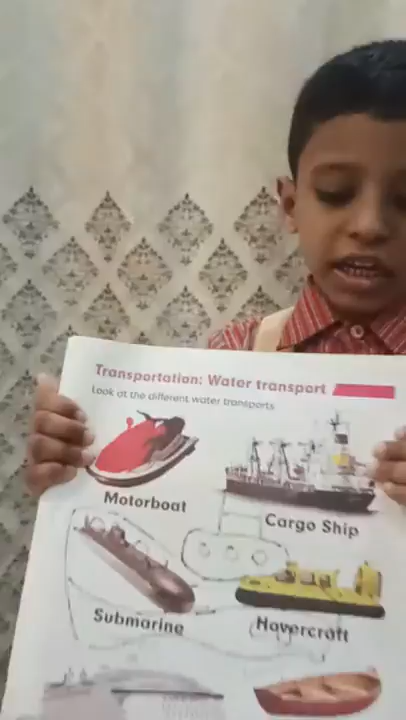 Transportation: Water transport
Look at the different water transports
Motorboat
Cargo Ship
Submarine
Hovercraft